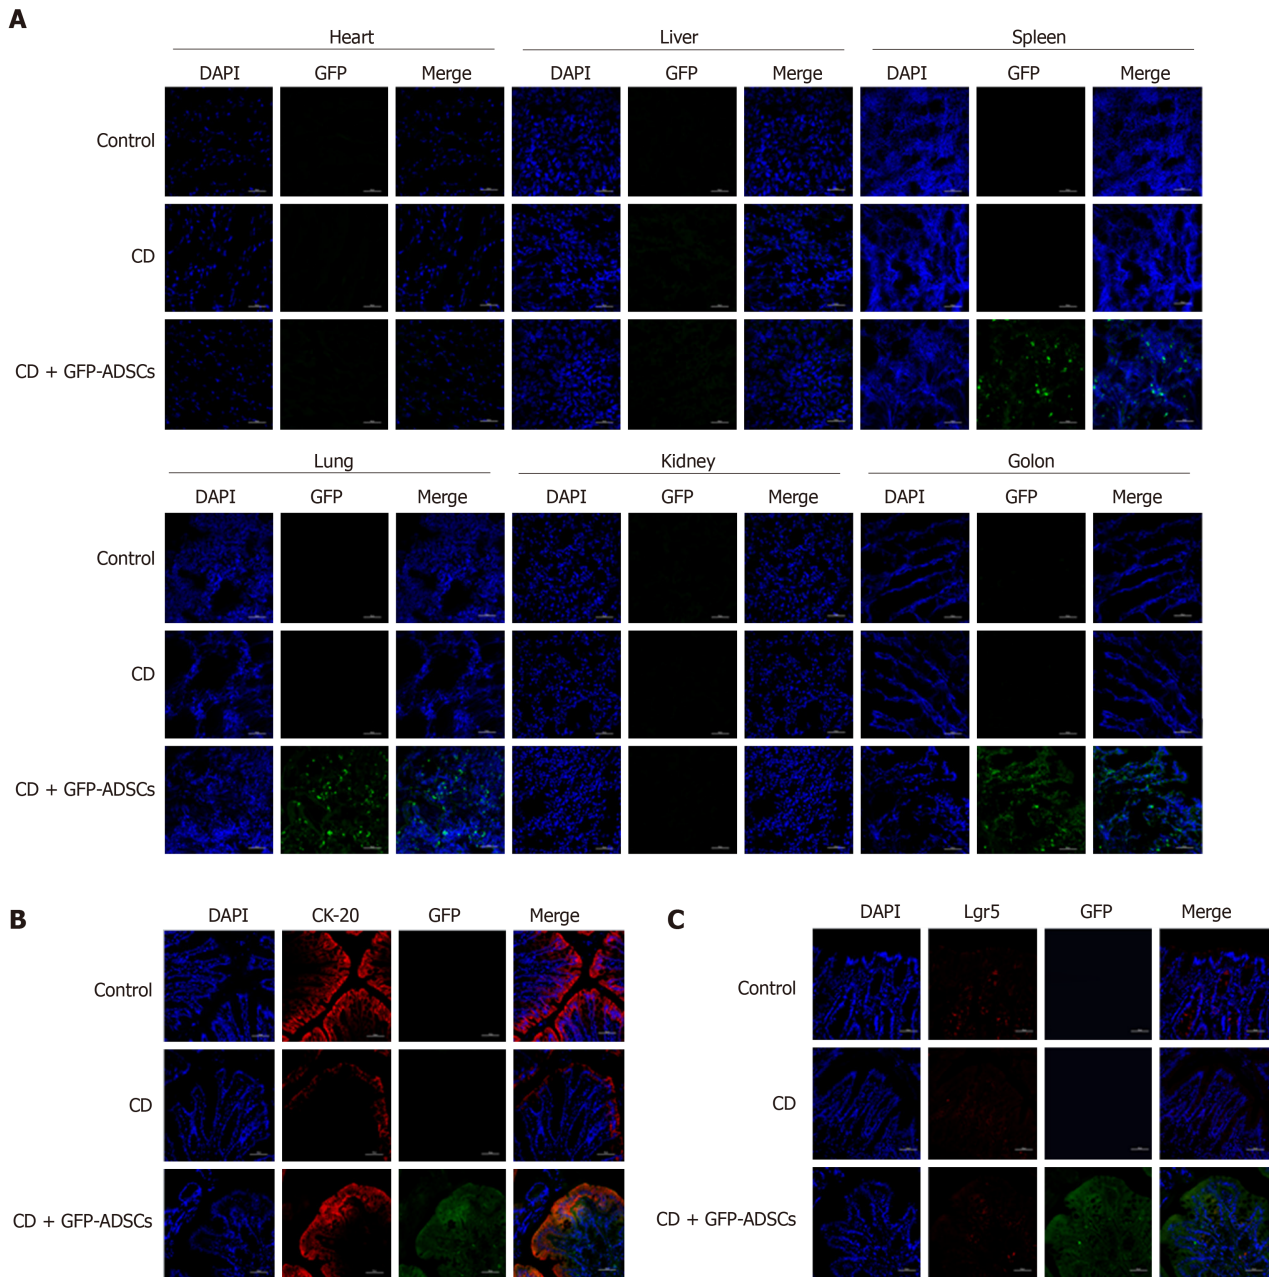 A
Heart Liver Spleen
DAPI GFP Merge DAPI GFP Merge DAPI GFP Merge
Control
CD
CD + GFP-ADSCs
Lung Kidney Golon
DAPI GFP Merge DAPI GFP Merge DAPI GFP Merge
Control
CD
CD + GFP-ADSCs
B
DAPI CK-20 GFP Merge
Control
CD
CD + GFP-ADSCs
C
DAPI Lgr5 GFP Merge
Control
CD
CD + GFP-ADSCs